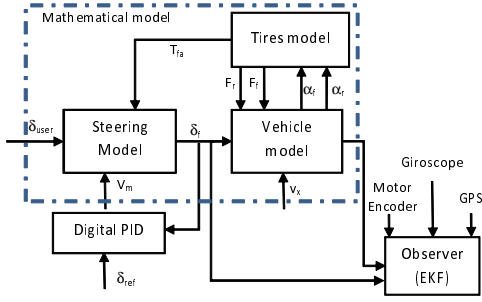 Mathematical model
Tires model
T_fa
F_r F_f α_f α_r
δ_user
Steering
Model
δ_f
Vehicle
model
Giroscope
Motor
Encoder
GPS
V_m
v_x
Digital PID
Observer
(EKF)
δ_ref